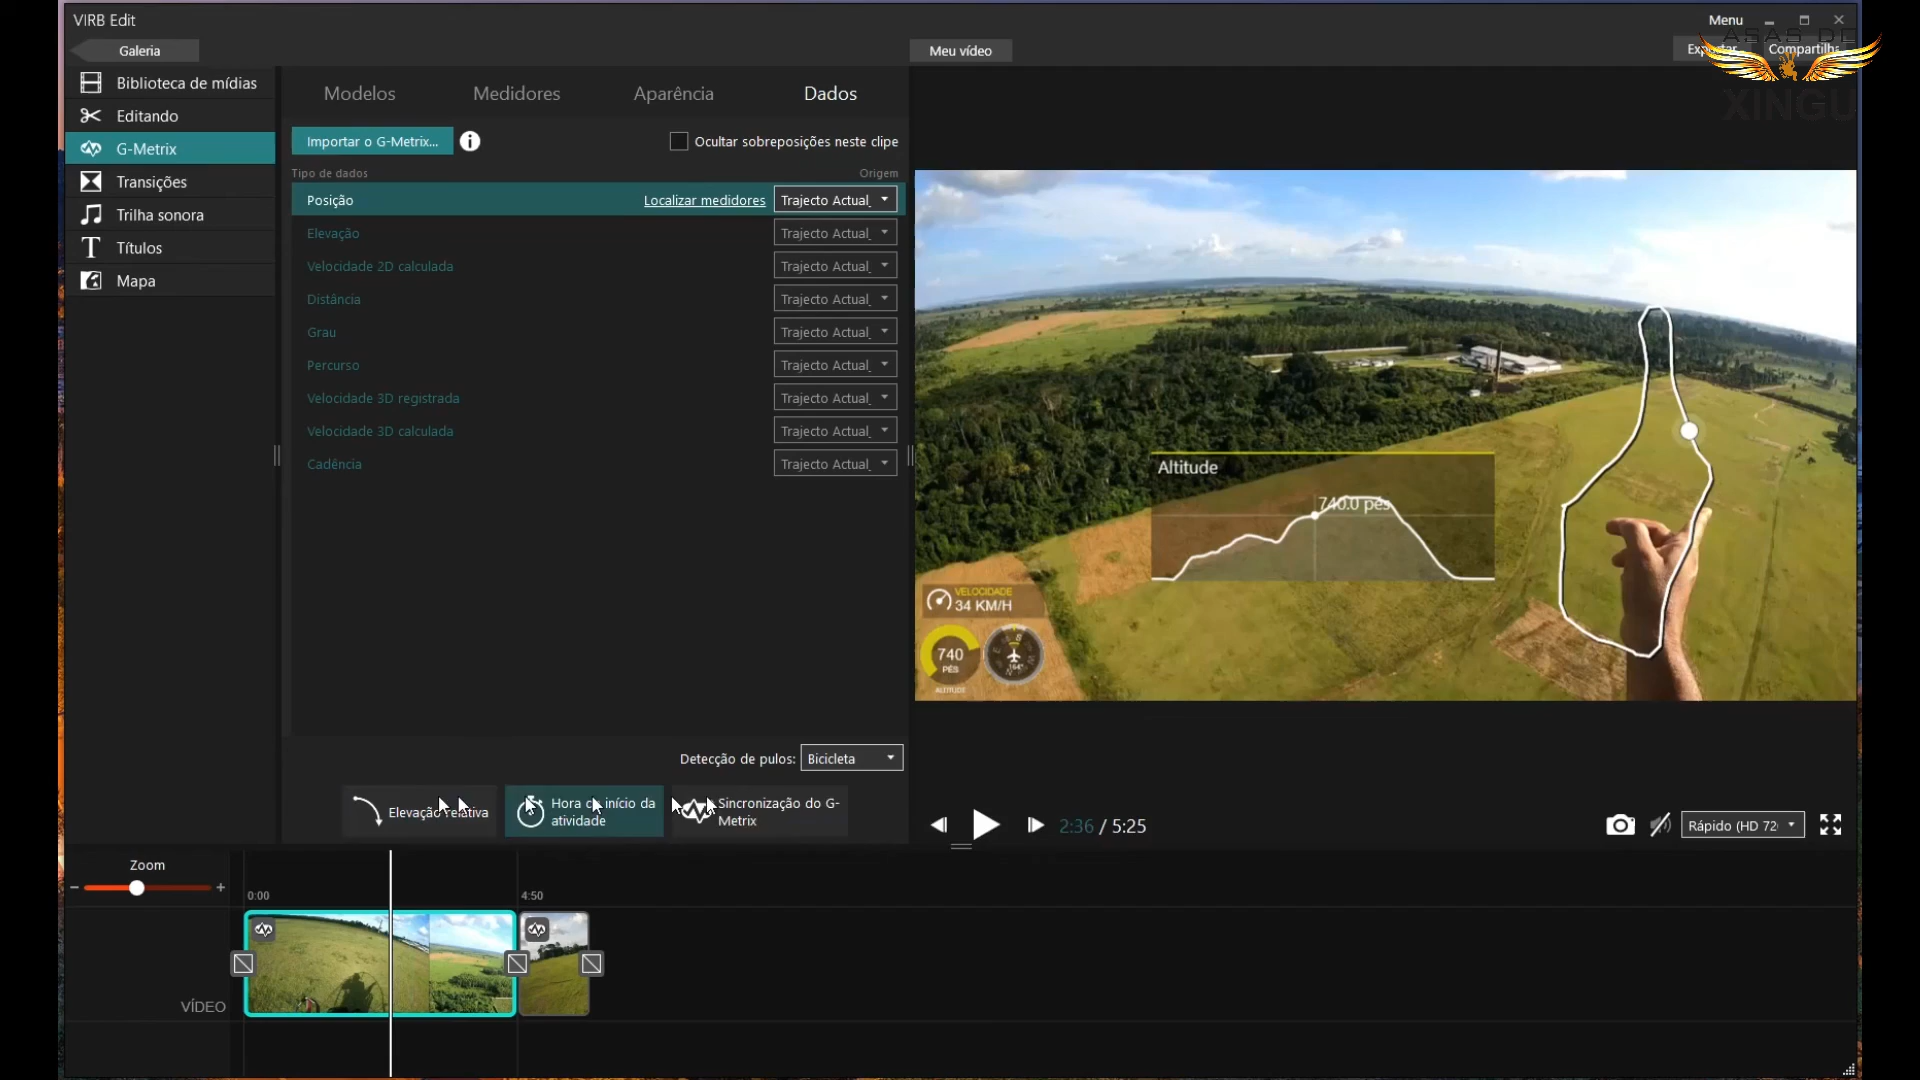 VIRB Edit
Menu
Galeria
Meu vídeo
ASAS DO
XINGU
Biblioteca de mídias
Editando
G-Metrix
Transições
Trilha sonora
Títulos
Mapa
Modelos
Medidores
Aparência
Dados
Importar o G-Metrix...
Ocultar sobreposições neste clipe
Tipo de dados
Origem
Posição
Localizar medidores
Trajecto Actual
Elevação
Trajecto Actual
Velocidade 2D calculada
Trajecto Actual
Distância
Trajecto Actual
Grau
Trajecto Actual
Percurso
Trajecto Actual
Velocidade 3D registrada
Trajecto Actual
Velocidade 3D calculada
Trajecto Actual
Cadência
Trajecto Actual
Detecção de pulos:
Bicicleta
Elevação relativa
Hora de início da
atividade
Sincronização do G-
Metrix
Altitude
740.0 pés
VELOCIDADE
34 KM/H
740
PÉS
ALTITUDE
164°
2:36 / 5:25
Rápido (HD 72
Zoom
0:00
4:50
VÍDEO